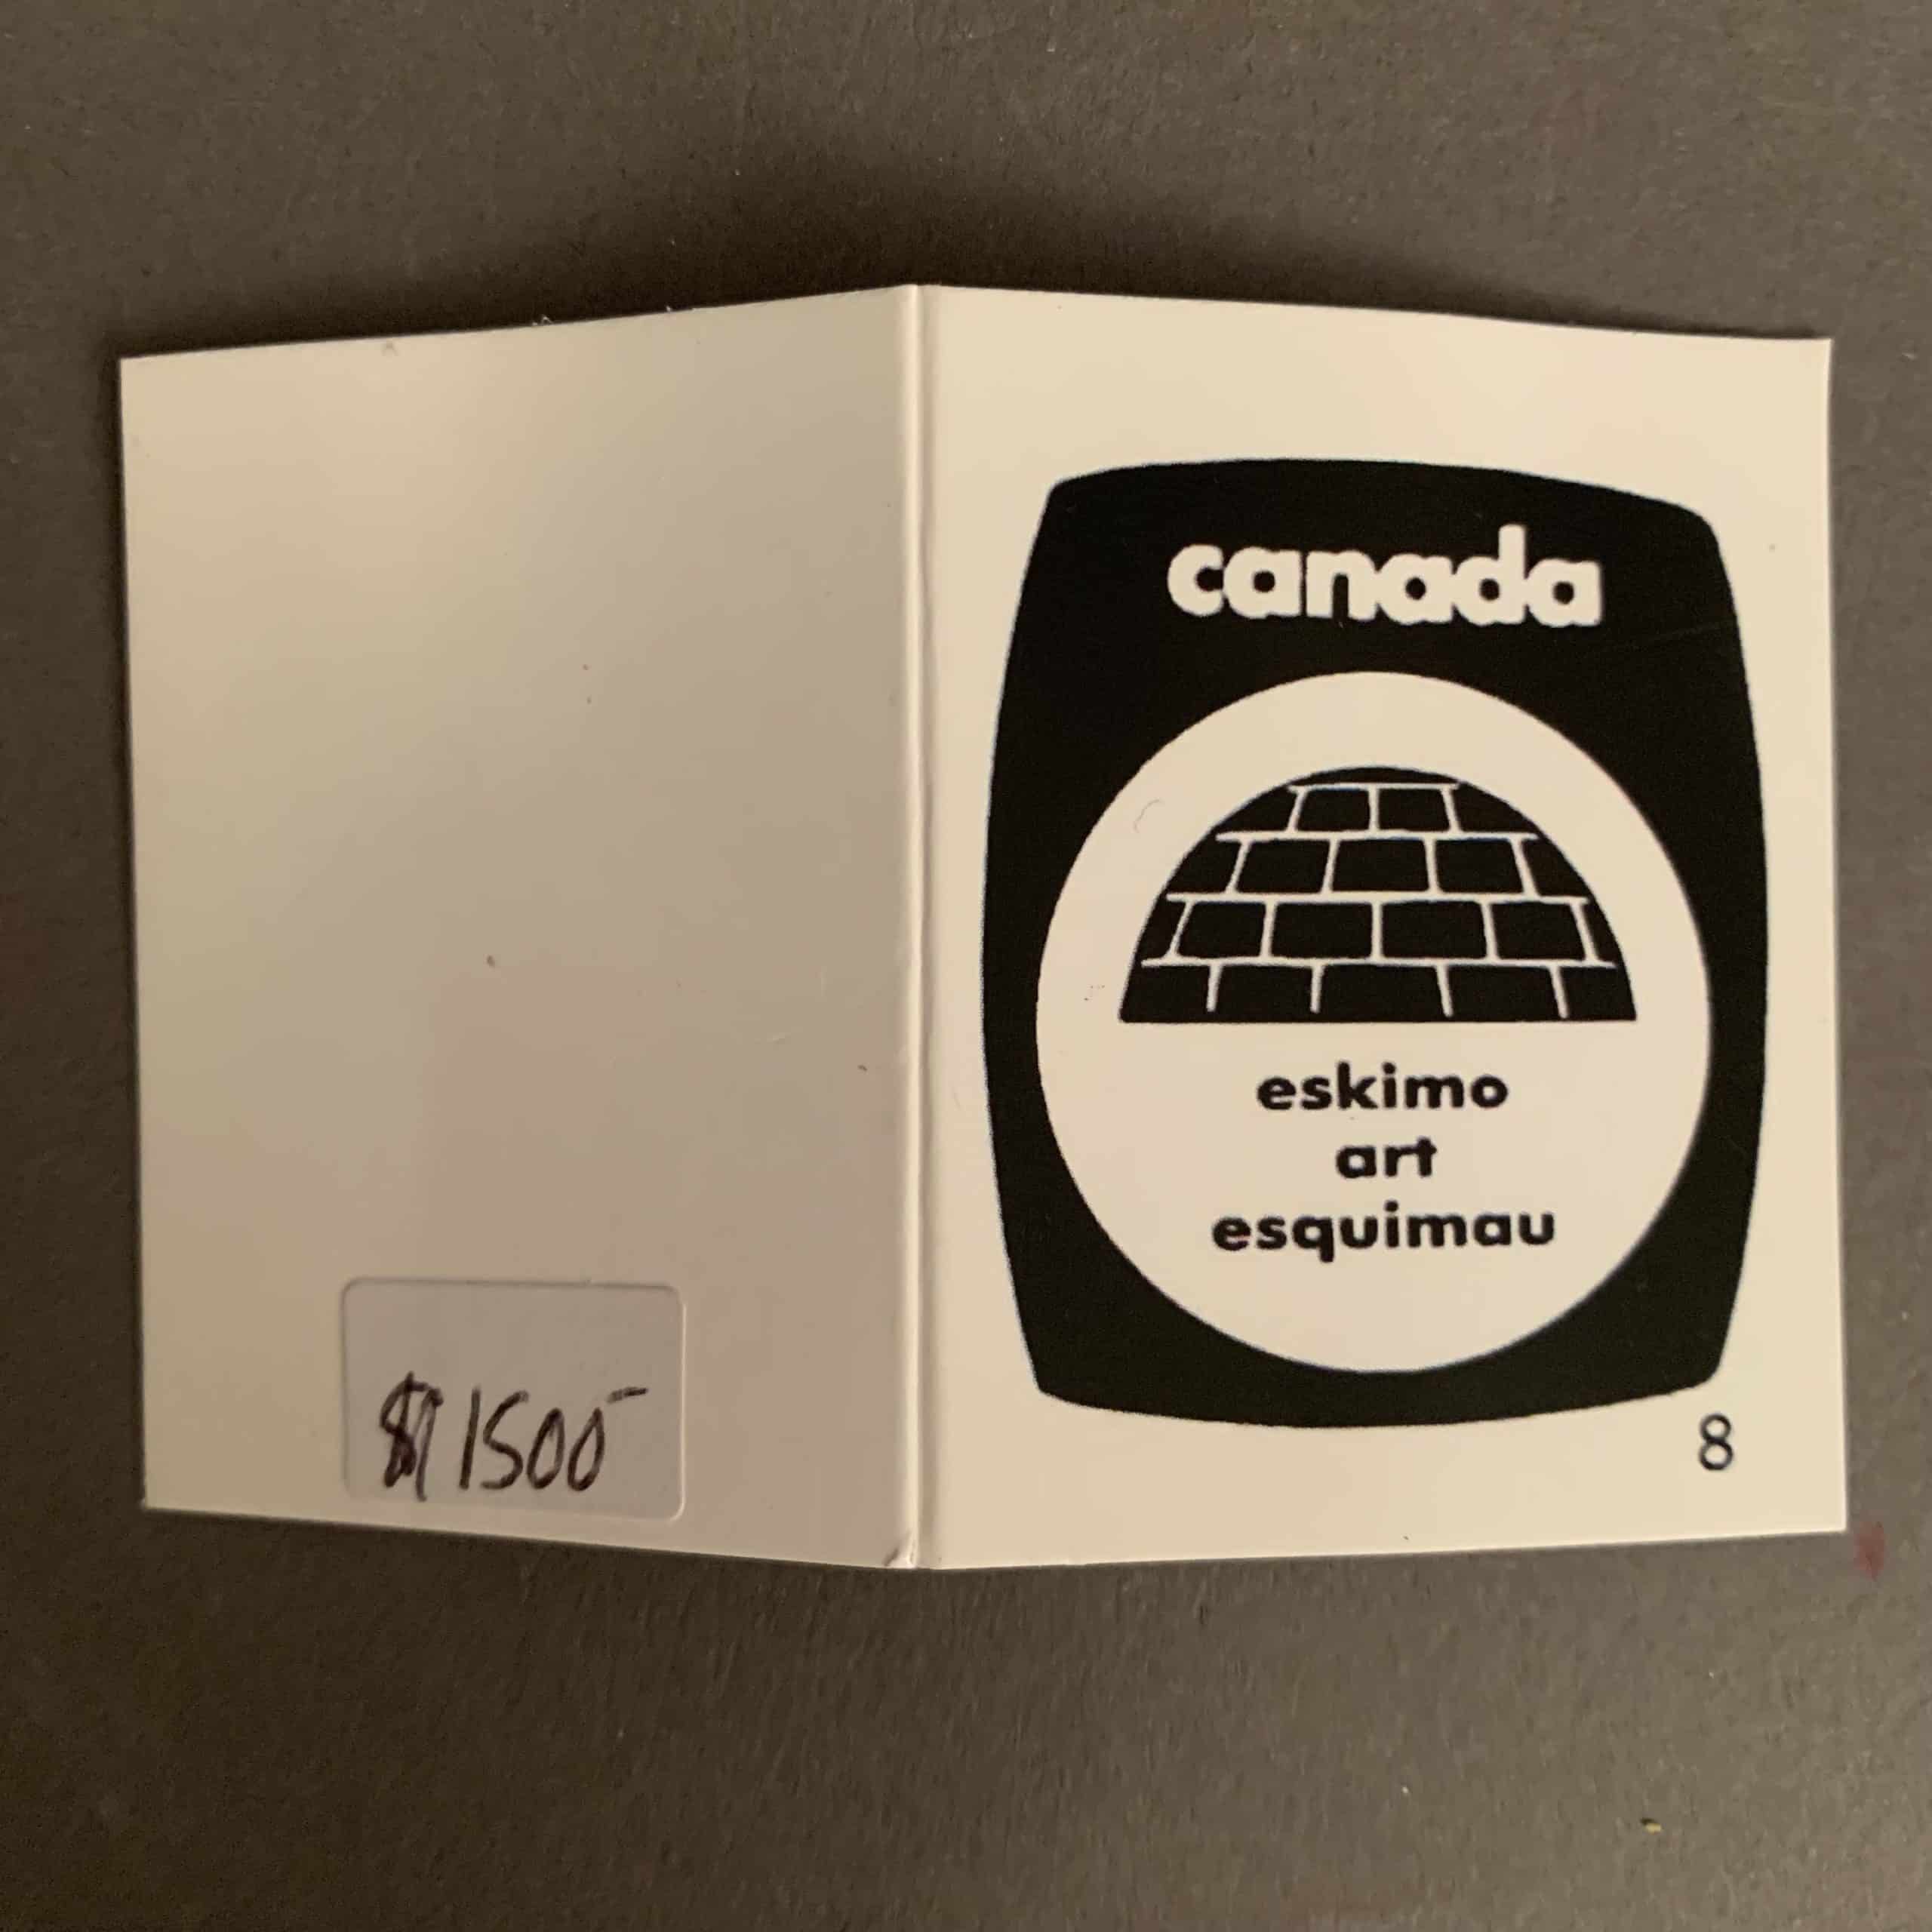 $1500-
canada
eskimo
art
esquimau
8